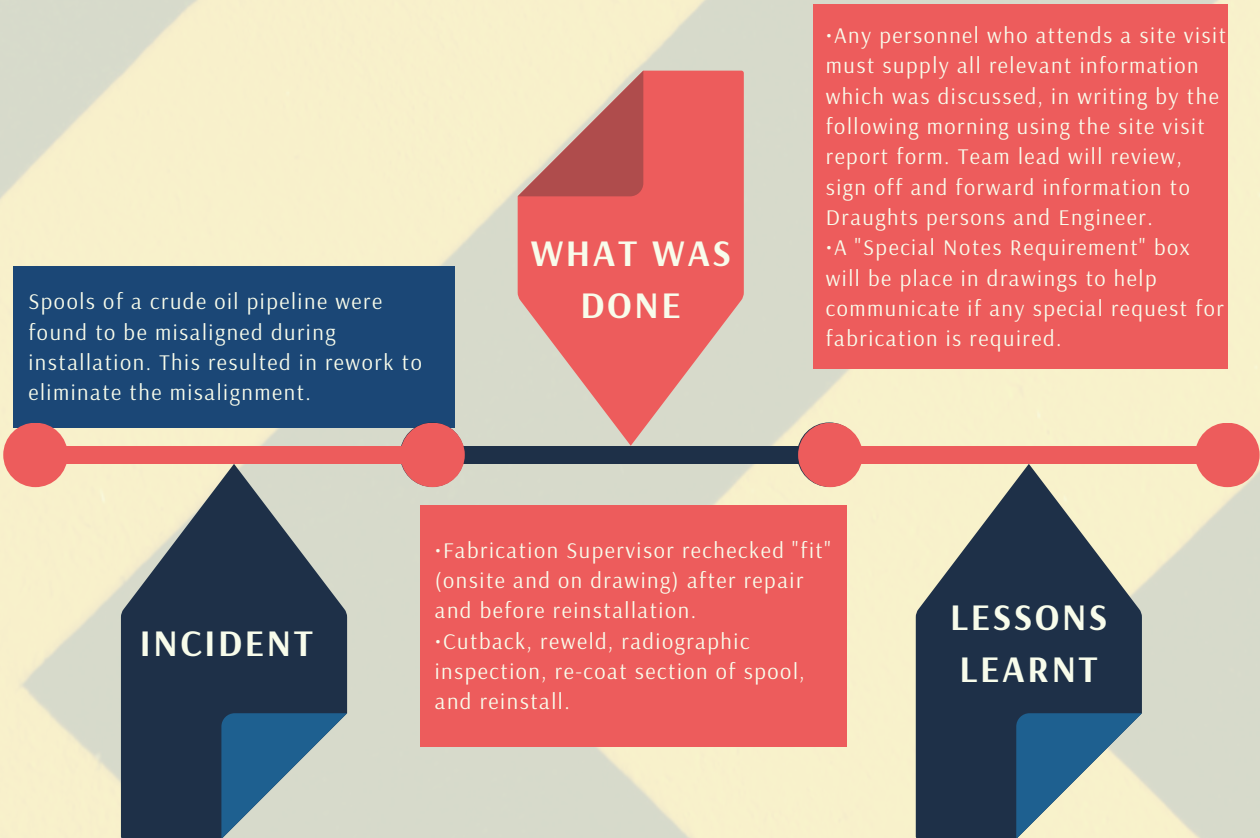 INCIDENT
Spools of a crude oil pipeline were
found to be misaligned during
installation. This resulted in rework to
eliminate the misalignment.
WHAT WAS
DONE
•Fabrication Supervisor rechecked "fit"
(onsite and on drawing) after repair
and before reinstallation.
•Cutback, reweld, radiographic
inspection, re-coat section of spool,
and reinstall.
LESSONS
LEARNT
•Any personnel who attends a site visit
must supply all relevant information
which was discussed, in writing by the
following morning using the site visit
report form. Team lead will review,
sign off and forward information to
Draughts persons and Engineer.
•A "Special Notes Requirement" box
will be place in drawings to help
communicate if any special request for
fabrication is required.